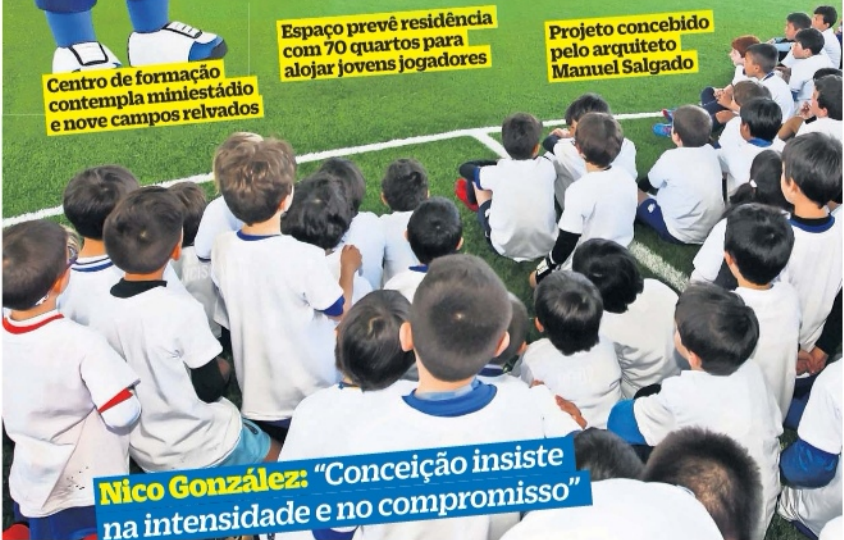 Centro de formação
contempla miniestádio
e nove campos relvados
Espaço prevê residência
com 70 quartos para
alojar jovens jogadores
Projeto concebido
pelo arquiteto
Manuel Salgado
Nico González: “Conceição insiste
na intensidade e no compromisso”